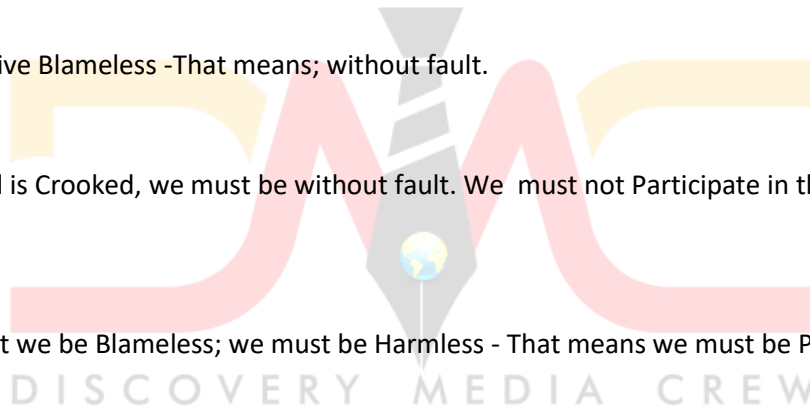 ive Blameless -That means; without fault.
l is Crooked, we must be without fault. We  must not Participate in th
t we be Blameless; we must be Harmless - That means we must be P
DMC
DISCOVERY MEDIA CREW